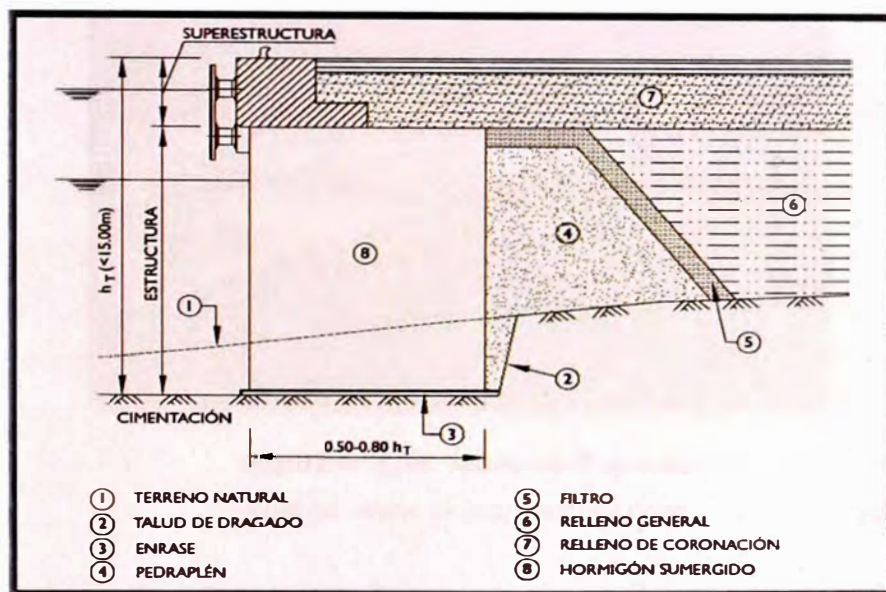 SUPERESTRUCTURA
h T (<15.00m)
ESTRUCTURA
1
2
3
4
5
6
7
8
CIMENTACIÓN
0.50-0.80 h T
1 TERRENO NATURAL
2 TALUD DE DRAGADO
3 ENRASE
4 PEDRAPLÉN
5 FILTRO
6 RELLENO GENERAL
7 RELLENO DE CORONACIÓN
8 HORMIGÓN SUMERGIDO